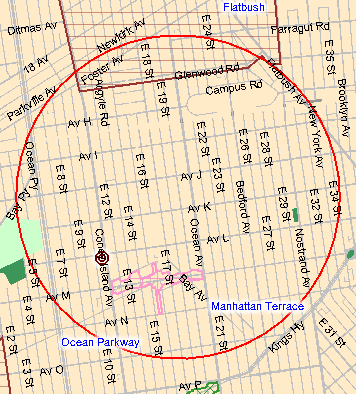 Flatbush
Ditmas Av
Newkirk Av
E 24 St
Farragut Rd
18 Av
Foster Av
E 18 St
E 35 St
Glenwood Rd
Flatbush Av
Argyle Rd
E 19 St
Campus Rd
Brooklyn Av
Parkville Av
New York Av
Av H
E 22 St
E 26 St
E 28 St
Ocean Py
Av I
E 16 St
E 23 St
E 8 St
Av J
E 34 St
Bay Py
E 12 St
E 14 St
Av K
Bedford Av
E 28 St
E 32 St
E 9 St
Ocean Av
Av L
E 27 St
E 7 St
Coney Island Av
Nostrand Av
E 5 St
E 13 St
E 17 St
Bay Av
E 4 St
Av M
Manhattan Terrace
E 2 St
Av N
E 15 St
E 21 St
Kings Hy
E 31 St
Ocean Parkway
E 3 St
E 10 St
Av O
Av P